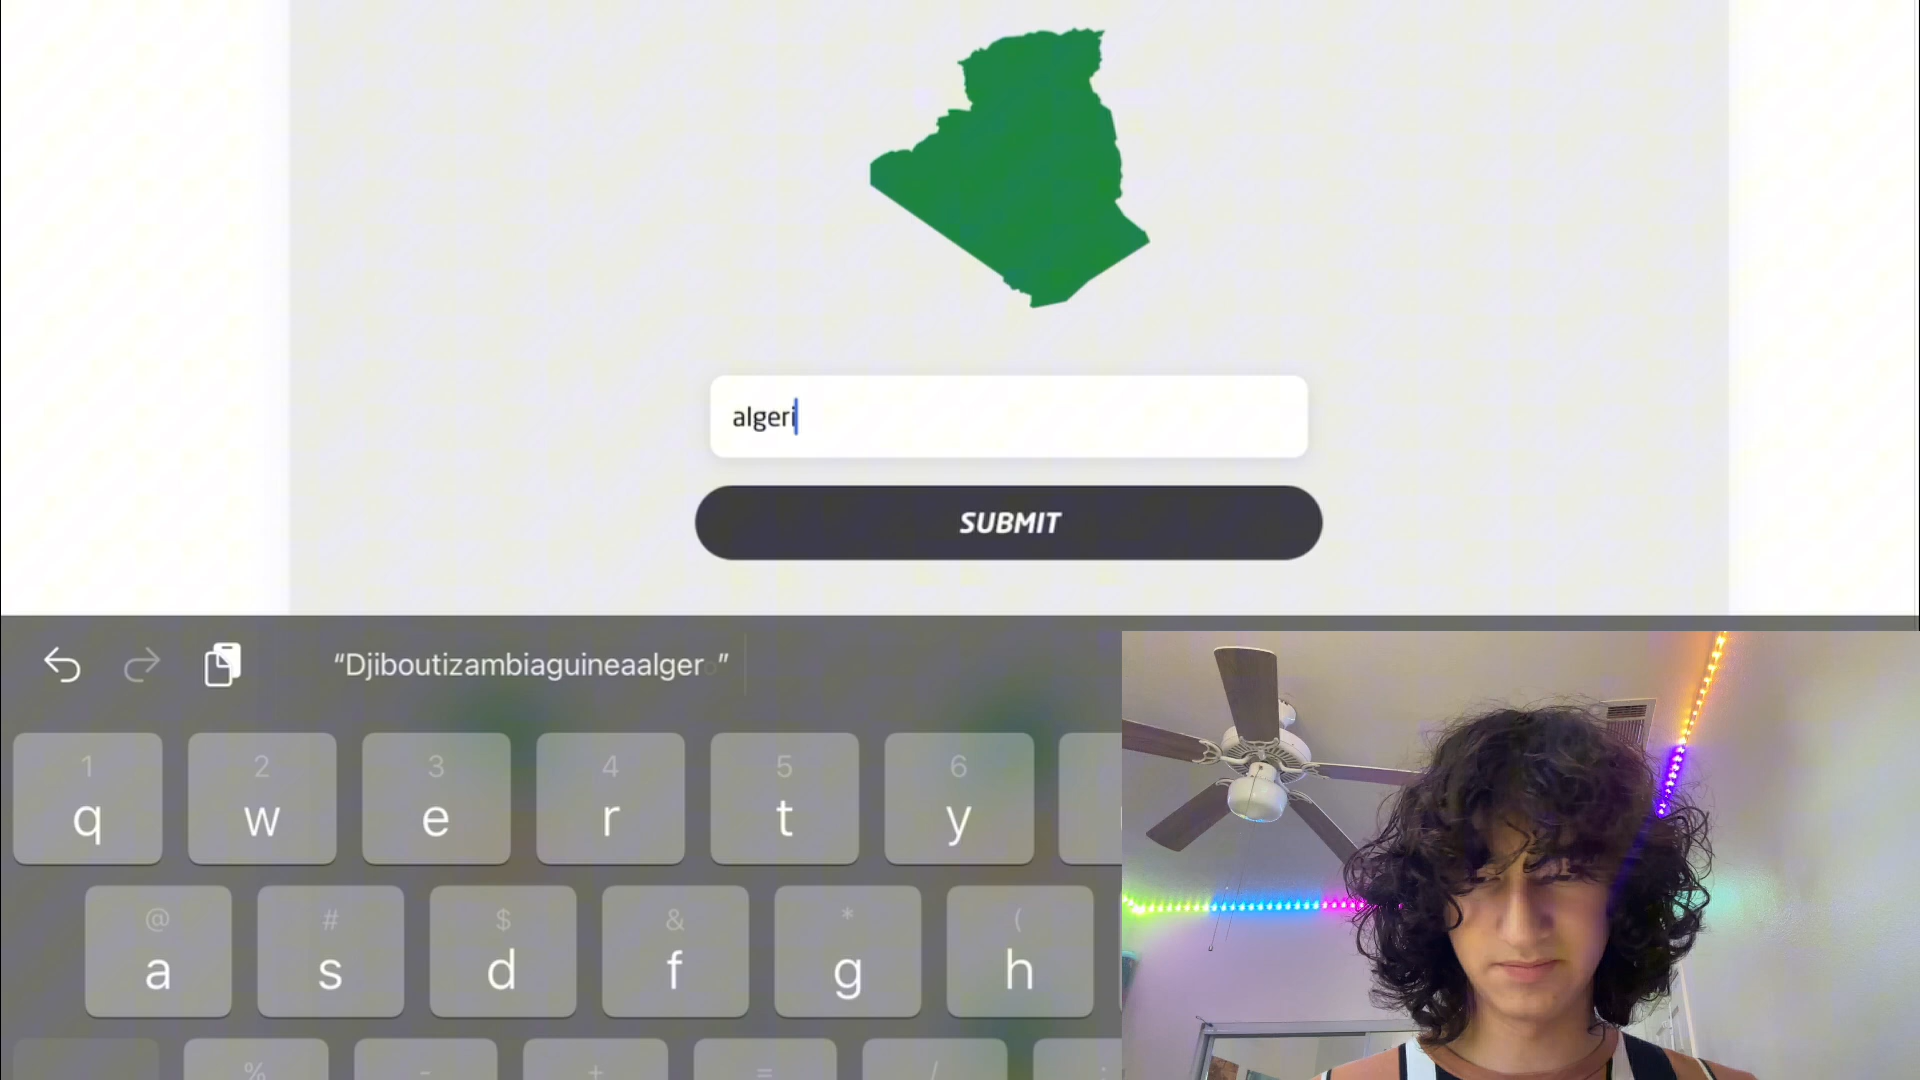 algeri
SUBMIT
“Djiboutizambiaguineaalger ”
1 2 3 4 5 6
q w e r t y
@ # $ & * (
a s d f g h
% - + = / :